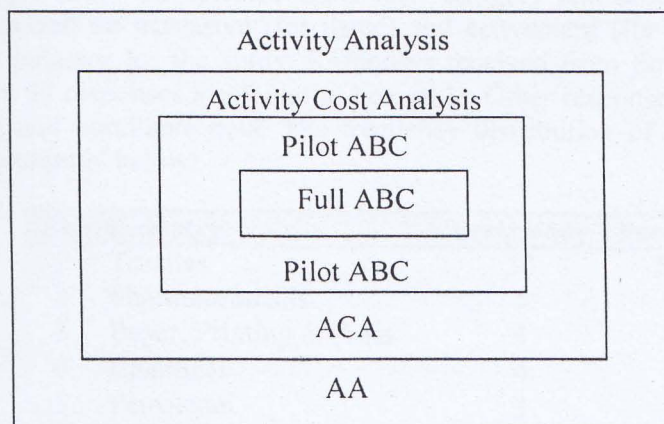 Activity Analysis
Activity Cost Analysis
Pilot ABC
Full ABC
Pilot ABC
ACA
AA